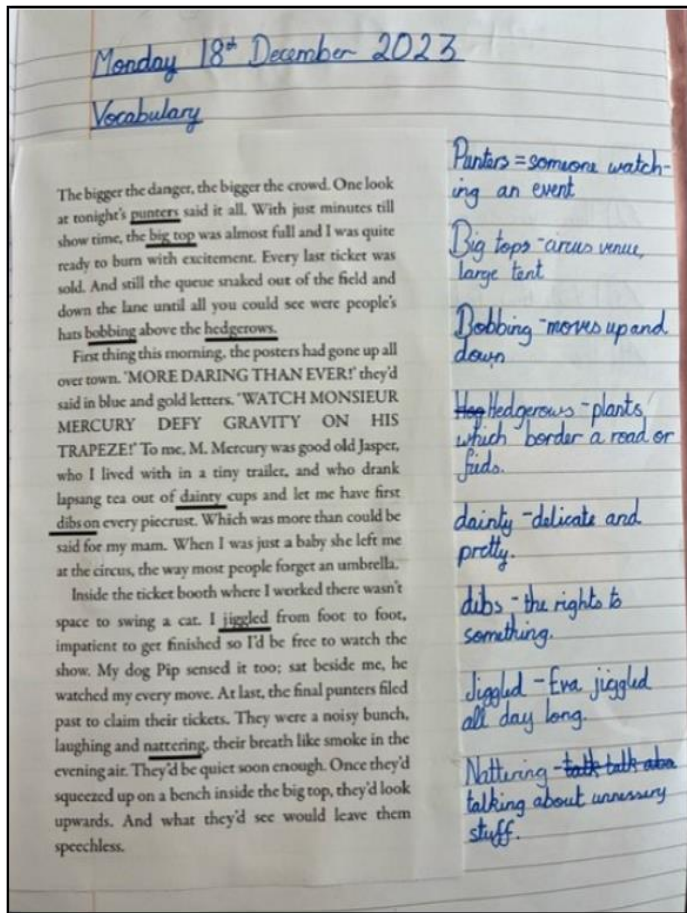 Monday 18th December 2023
Vocabulary
The bigger the danger, the bigger the crowd. One look
at tonight's punters said it all. With just minutes till
show time, the big top was almost full and I was quite
ready to burn with excitement. Every last ticket was
sold. And still the queue snaked out of the field and
down the lane until all you could see were people's
hats bobbing above the hedgerows.
First thing this morning, the posters had gone up all
over town. 'MORE DARING THAN EVER!' they'd
said in blue and gold letters. 'WATCH MONSIEUR
MERCURY DEFY GRAVITY ON HIS
TRAPEZE!' To me, M. Mercury was good old Jasper,
who I lived with in a tiny trailer, and who drank
lapsang tea out of dainty cups and let me have first
dibs on every piecrust. Which was more than could be
said for my mam. When I was just a baby she left me
at the circus, the way most people forget an umbrella.
Inside the ticket booth where I worked there wasn't
space to swing a cat. I jiggled from foot to foot,
impatient to get finished so I'd be free to watch the
show. My dog Pip sensed it too; sat beside me, he
watched my every move. At last, the final punters filed
past to claim their tickets. They were a noisy bunch,
laughing and nattering, their breath like smoke in the
evening air. They'd be quiet soon enough. Once they'd
squeezed up on a bench inside the big top, they'd look
upwards. And what they'd see would leave them
speechless.
Punters = someone watch-
ing an event
Big tops - circus venue,
large tent
Bobbing - moves up and
down
Hedgerows - plants
which border a road or
fids.
dainty - delicate and
pretty.
dibs - the rights to
something.
Jiggled - Eva jiggled
all day long.
Nattering - talk talk
talking about unnessery
stuff.